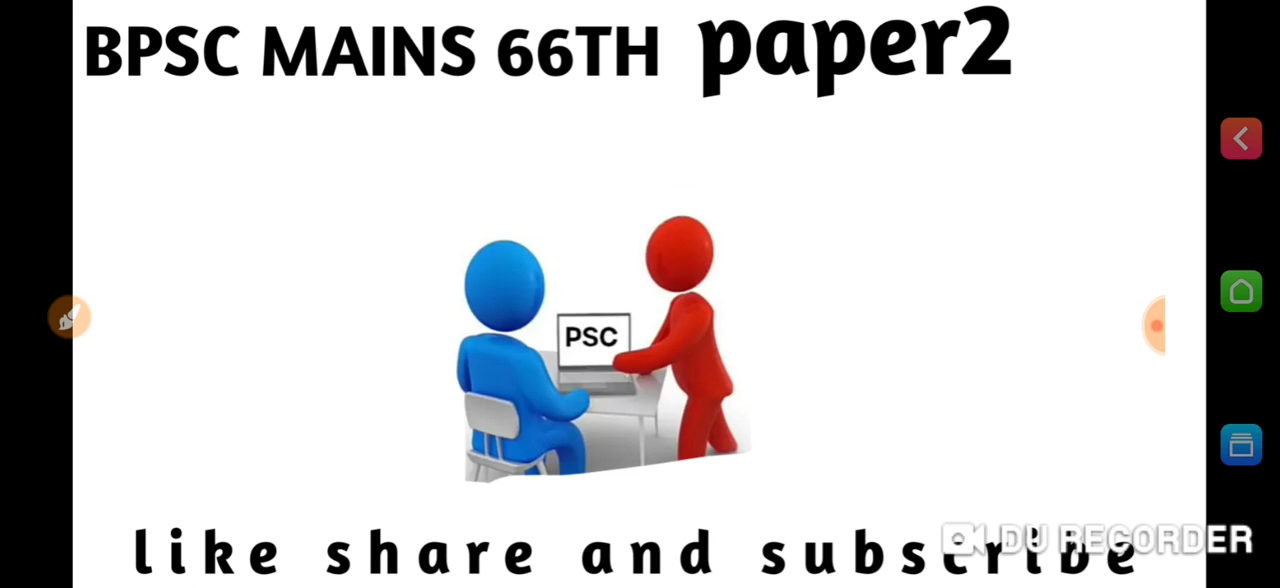 BPSC MAINS 66TH paper2
PSC
like share and subscribe
DU RECORDER